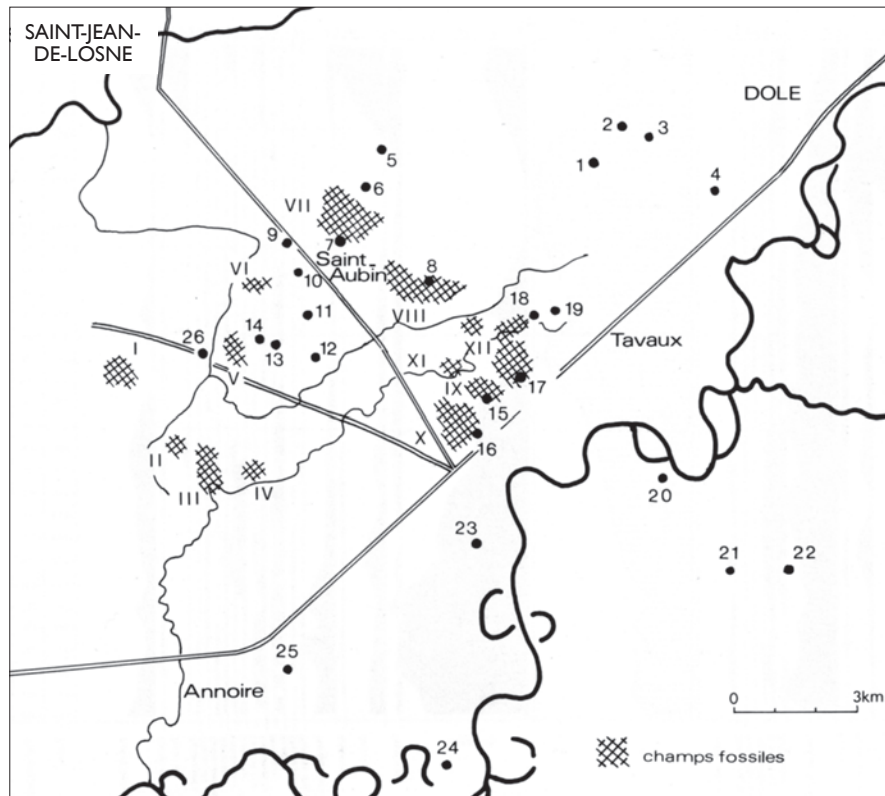 SAINT-JEAN-
DE-LOSNE
DOLE
2
3
1
5
4
6
VII
9
7
Saint-
Aubin
8
VI
10
VIII
18
19
11
Tavaux
14
13
12
XII
26
I
V
XI
IX
17
15
X
16
II
III
IV
20
23
21
22
25
Annoire
0
3km
24
champs fossiles